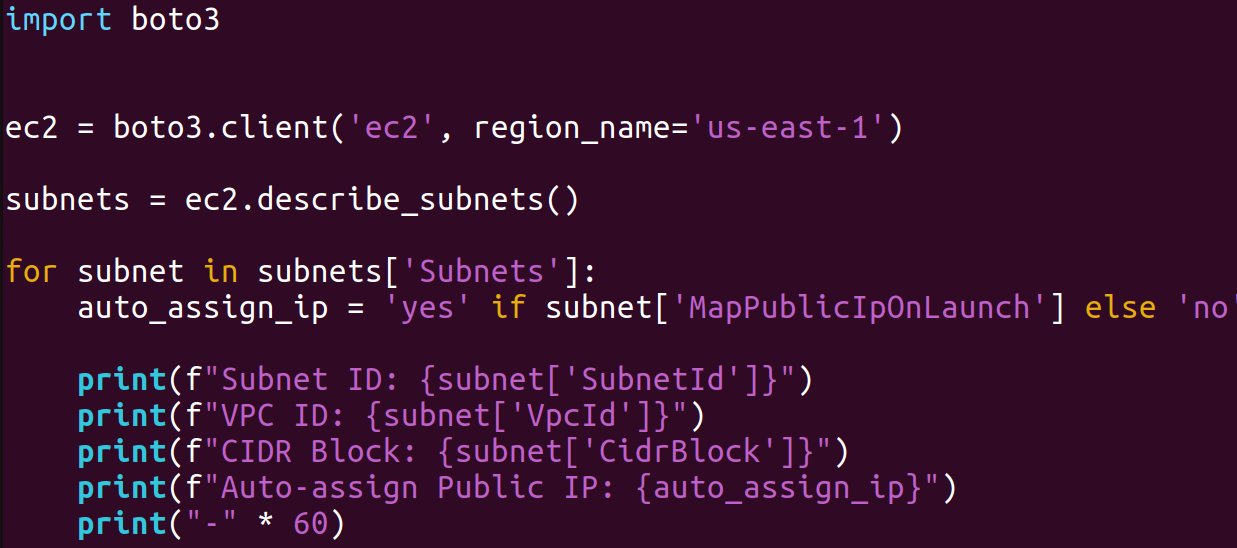 import boto3
ec2 = boto3.client('ec2', region_name='us-east-1')
subnets = ec2.describe_subnets()
for subnet in subnets['Subnets']:
    auto_assign_ip = 'yes' if subnet['MapPublicIpOnLaunch'] else 'no'
    print(f"Subnet ID: {subnet['SubnetId']}")
    print(f"VPC ID: {subnet['VpcId']}")
    print(f"CIDR Block: {subnet['CidrBlock']}")
    print(f"Auto-assign Public IP: {auto_assign_ip}")
    print("-" * 60)